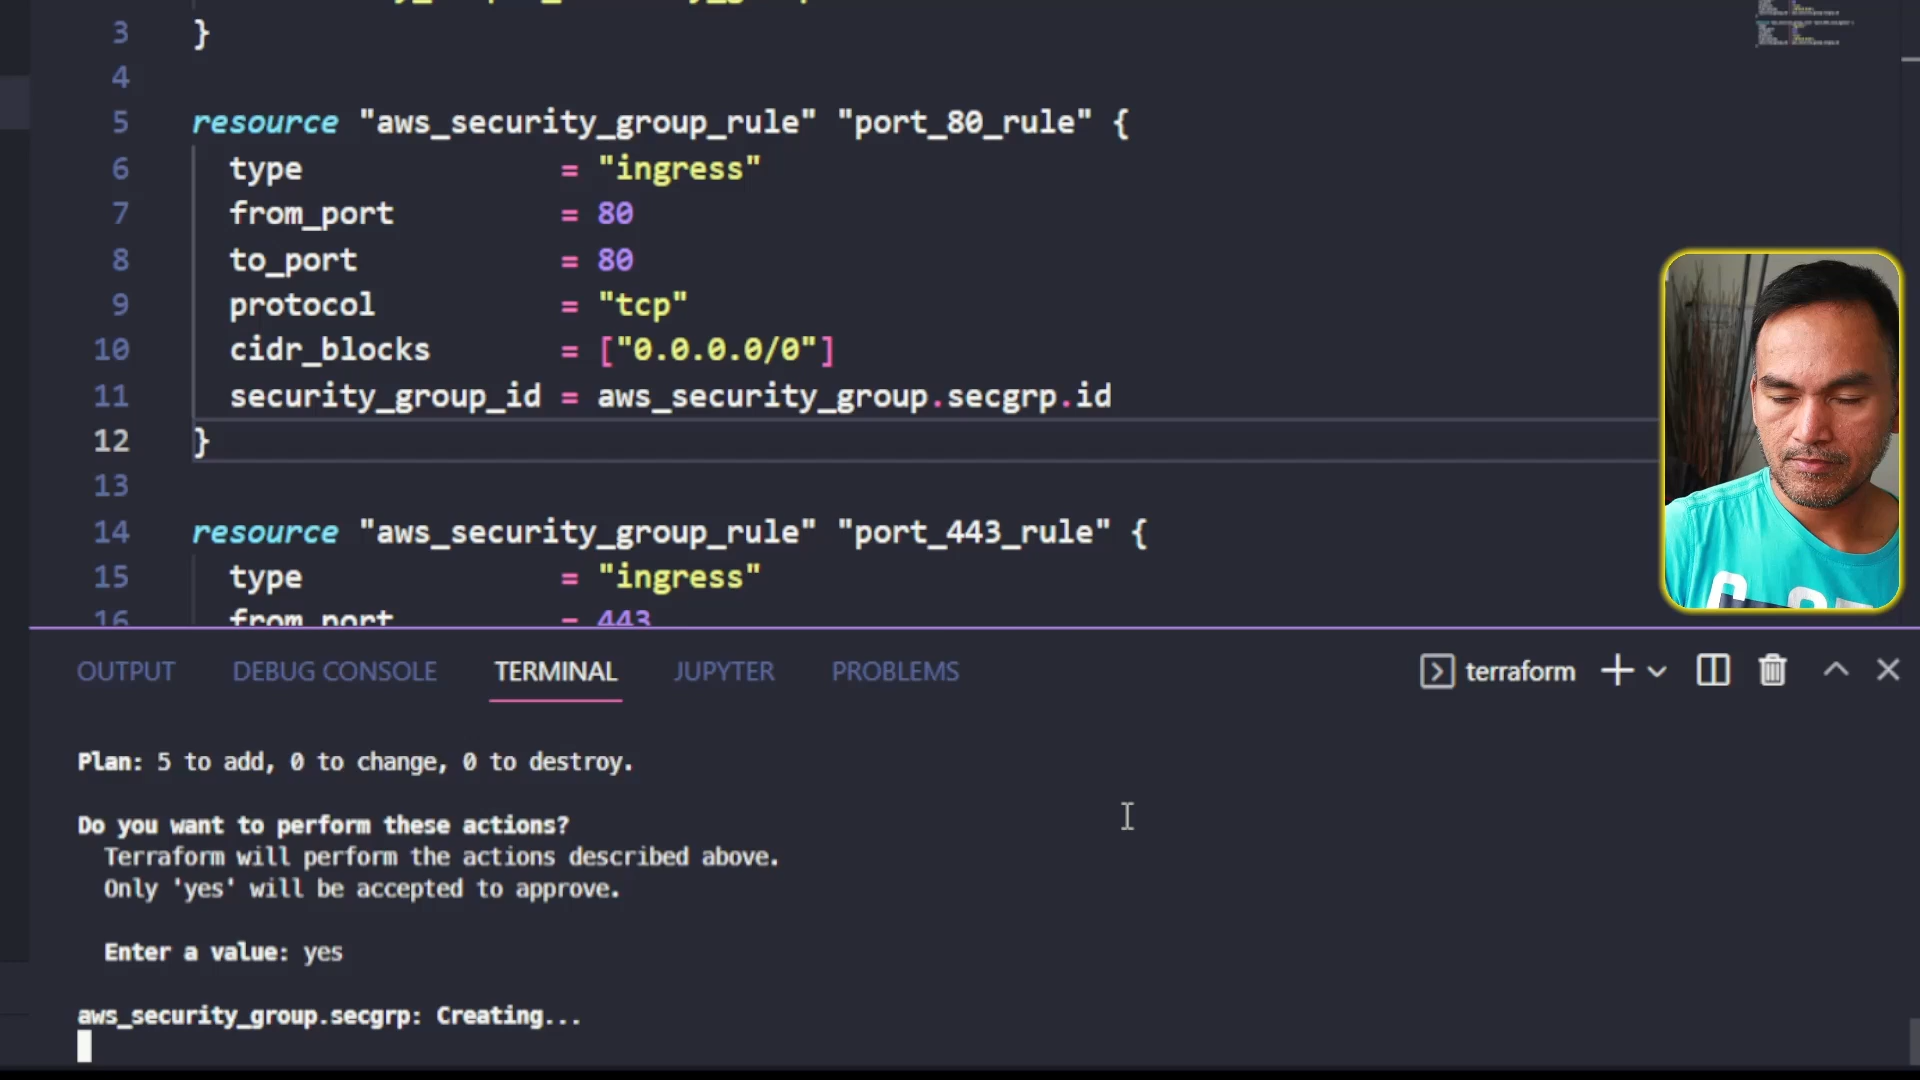 3 }
4
5 resource "aws_security_group_rule" "port_80_rule" {
6 type = "ingress"
7 from_port = 80
8 to_port = 80
9 protocol = "tcp"
10 cidr_blocks = ["0.0.0.0/0"]
11 security_group_id = aws_security_group.secgrp.id
12 }
13
14 resource "aws_security_group_rule" "port_443_rule" {
15 type = "ingress"
16 from_port = 443
OUTPUT DEBUG CONSOLE TERMINAL JUPYTER PROBLEMS terraform
Plan: 5 to add, 0 to change, 0 to destroy.
Do you want to perform these actions?
Terraform will perform the actions described above.
Only 'yes' will be accepted to approve.
Enter a value: yes
aws_security_group.secgrp: Creating...